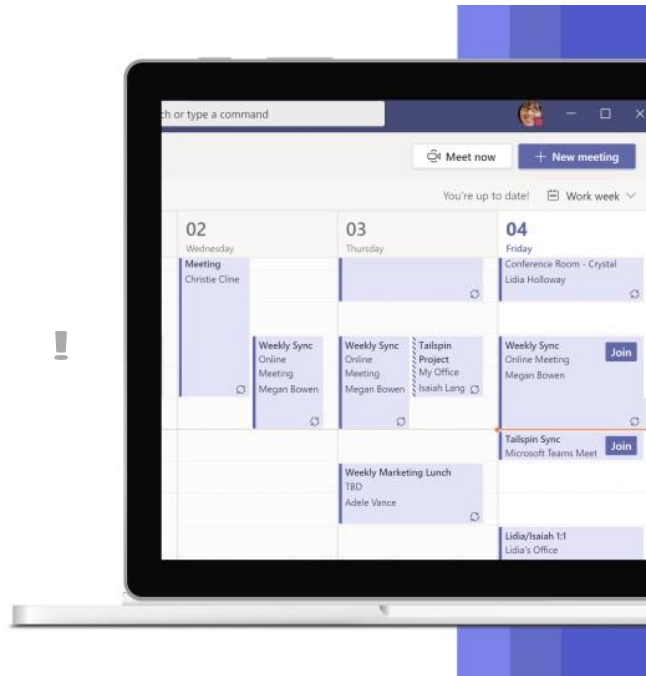 ch or type a command
Meet now
+ New meeting
You're up to date!
Work week
02
Wednesday
03
Thursday
04
Friday
Meeting
Christie Cline
Conference Room - Crystal
Lidia Holloway
Weekly Sync
Online
Meeting
Megan Bowen
Weekly Sync
Online
Meeting
Megan Bowen
Tailspin
Project
My Office
Isaiah Lang
Weekly Sync
Online Meeting
Megan Bowen
Join
Tailspin Sync
Microsoft Teams Meet
Join
Weekly Marketing Lunch
TBD
Adele Vance
Lidia/Isaiah 1:1
Lidia's Office
!